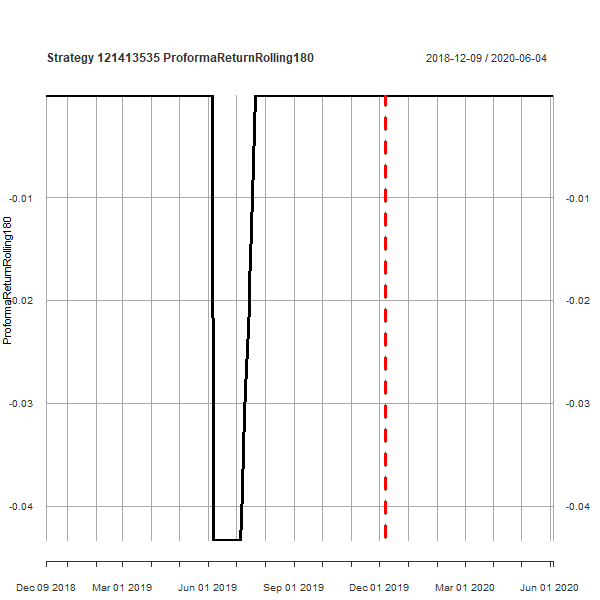 Strategy 121413535 ProformaReturnRolling180
2018-12-09 / 2020-06-04
ProformaReturnRolling180
-0.01
-0.02
-0.03
-0.04
-0.01
-0.02
-0.03
-0.04
Dec 09 2018 Mar 01 2019 Jun 01 2019 Sep 01 2019 Dec 01 2019 Mar 01 2020 Jun 01 2020